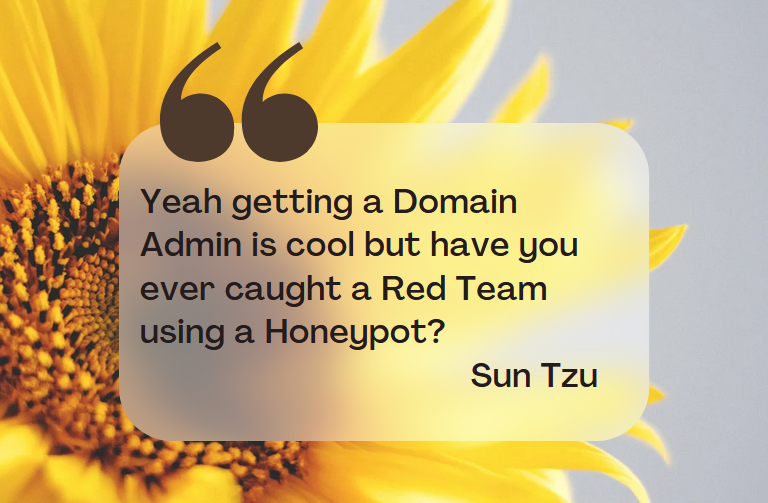 Yeah getting a Domain
Admin is cool but have you
ever caught a Red Team
using a Honeypot?
Sun Tzu